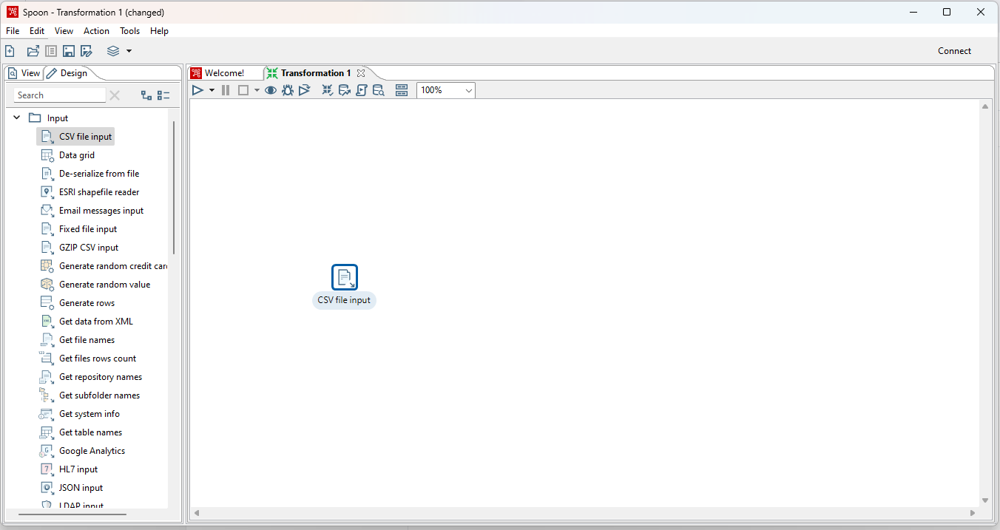 Spoon - Transformation 1 (changed)
File Edit View Action Tools Help
Connect
View Design
Welcome! Transformation 1
Search
100%
Input
CSV file input
Data grid
De-serialize from file
ESRI shapefile reader
Email messages input
Fixed file input
GZIP CSV input
Generate random credit car
Generate random value
Generate rows
Get data from XML
Get file names
Get files rows count
Get repository names
Get subfolder names
Get system info
Get table names
Google Analytics
HL7 input
JSON input
LDAP input
CSV file input